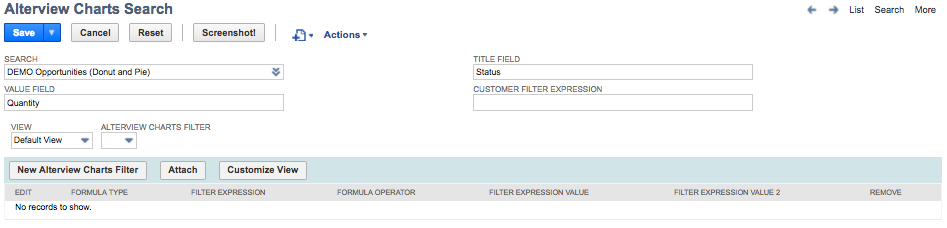 Alterview Charts Search
List Search More
Save Cancel Reset Screenshot! Actions
SEARCH TITLE FIELD
DEMO Opportunities (Donut and Pie) Status
VALUE FIELD CUSTOMER FILTER EXPRESSION
Quantity
VIEW ALTERVIEW CHARTS FILTER
Default View
New Alterview Charts Filter Attach Customize View
EDIT FORMULA TYPE FILTER EXPRESSION FORMULA OPERATOR FILTER EXPRESSION VALUE FILTER EXPRESSION VALUE 2 REMOVE
No records to show.